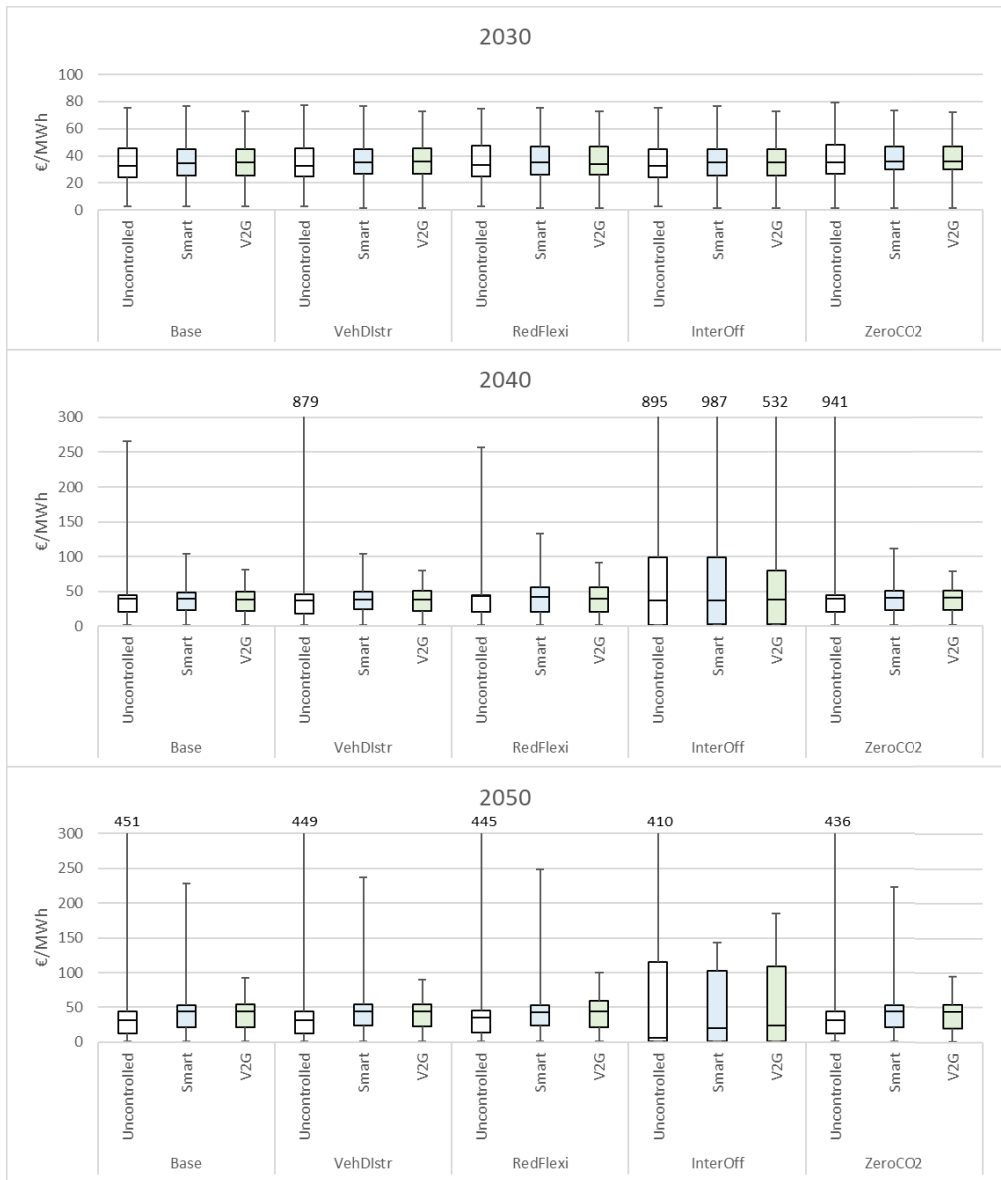 2030
€/MWh
100
80
60
40
20
0
Uncontrolled Smart V2G Uncontrolled Smart V2G Uncontrolled Smart V2G Uncontrolled Smart V2G Uncontrolled Smart V2G
Base VehDIstr RedFlexi InterOff ZeroCO2
2040
879 895 987 532 941
€/MWh
300
250
200
150
100
50
0
Uncontrolled Smart V2G Uncontrolled Smart V2G Uncontrolled Smart V2G Uncontrolled Smart V2G Uncontrolled Smart V2G
Base VehDIstr RedFlexi InterOff ZeroCO2
2050
451 449 445 410 436
€/MWh
300
250
200
150
100
50
0
Uncontrolled Smart V2G Uncontrolled Smart V2G Uncontrolled Smart V2G Uncontrolled Smart V2G Uncontrolled Smart V2G
Base VehDIstr RedFlexi InterOff ZeroCO2